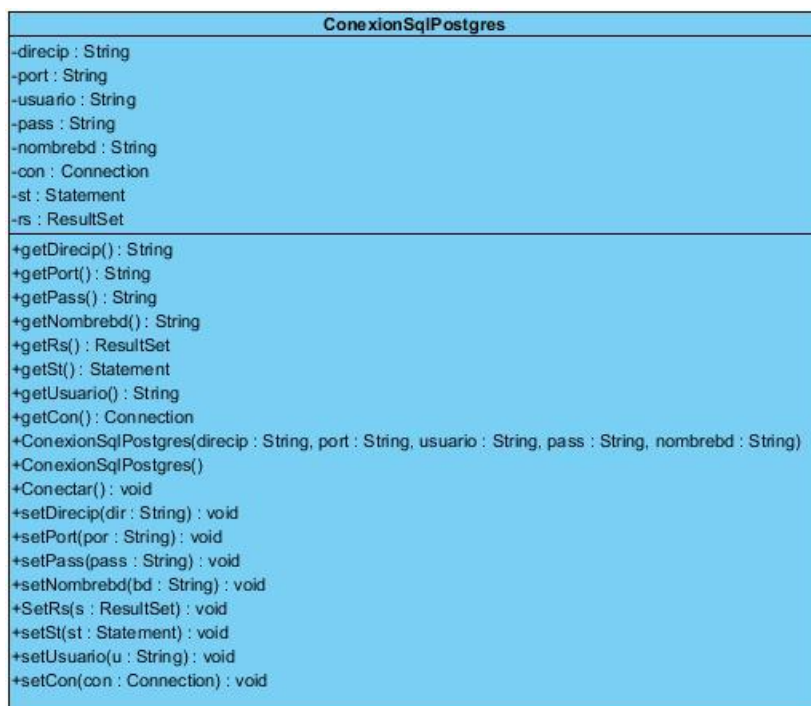 ConexionSqlPostgres
-direcip : String
-port : String
-usuario : String
-pass : String
-nombrebd : String
-con : Connection
-st : Statement
-rs : ResultSet
+getDirecip() : String
+getPort() : String
+getPass() : String
+getNombrebd() : String
+getRs() : ResultSet
+getSt() : Statement
+getUsuario() : String
+getCon() : Connection
+ConexionSqlPostgres(direcip : String, port : String, usuario : String, pass : String, nombrebd : String)
+ConexionSqlPostgres()
+Conectar() : void
+setDirecip(dir : String) : void
+setPort(por : String) : void
+setPass(pass : String) : void
+setNombrebd(bd : String) : void
+SetRs(s : ResultSet) : void
+setSt(st : Statement) : void
+setUsuario(u : String) : void
+setCon(con : Connection) : void